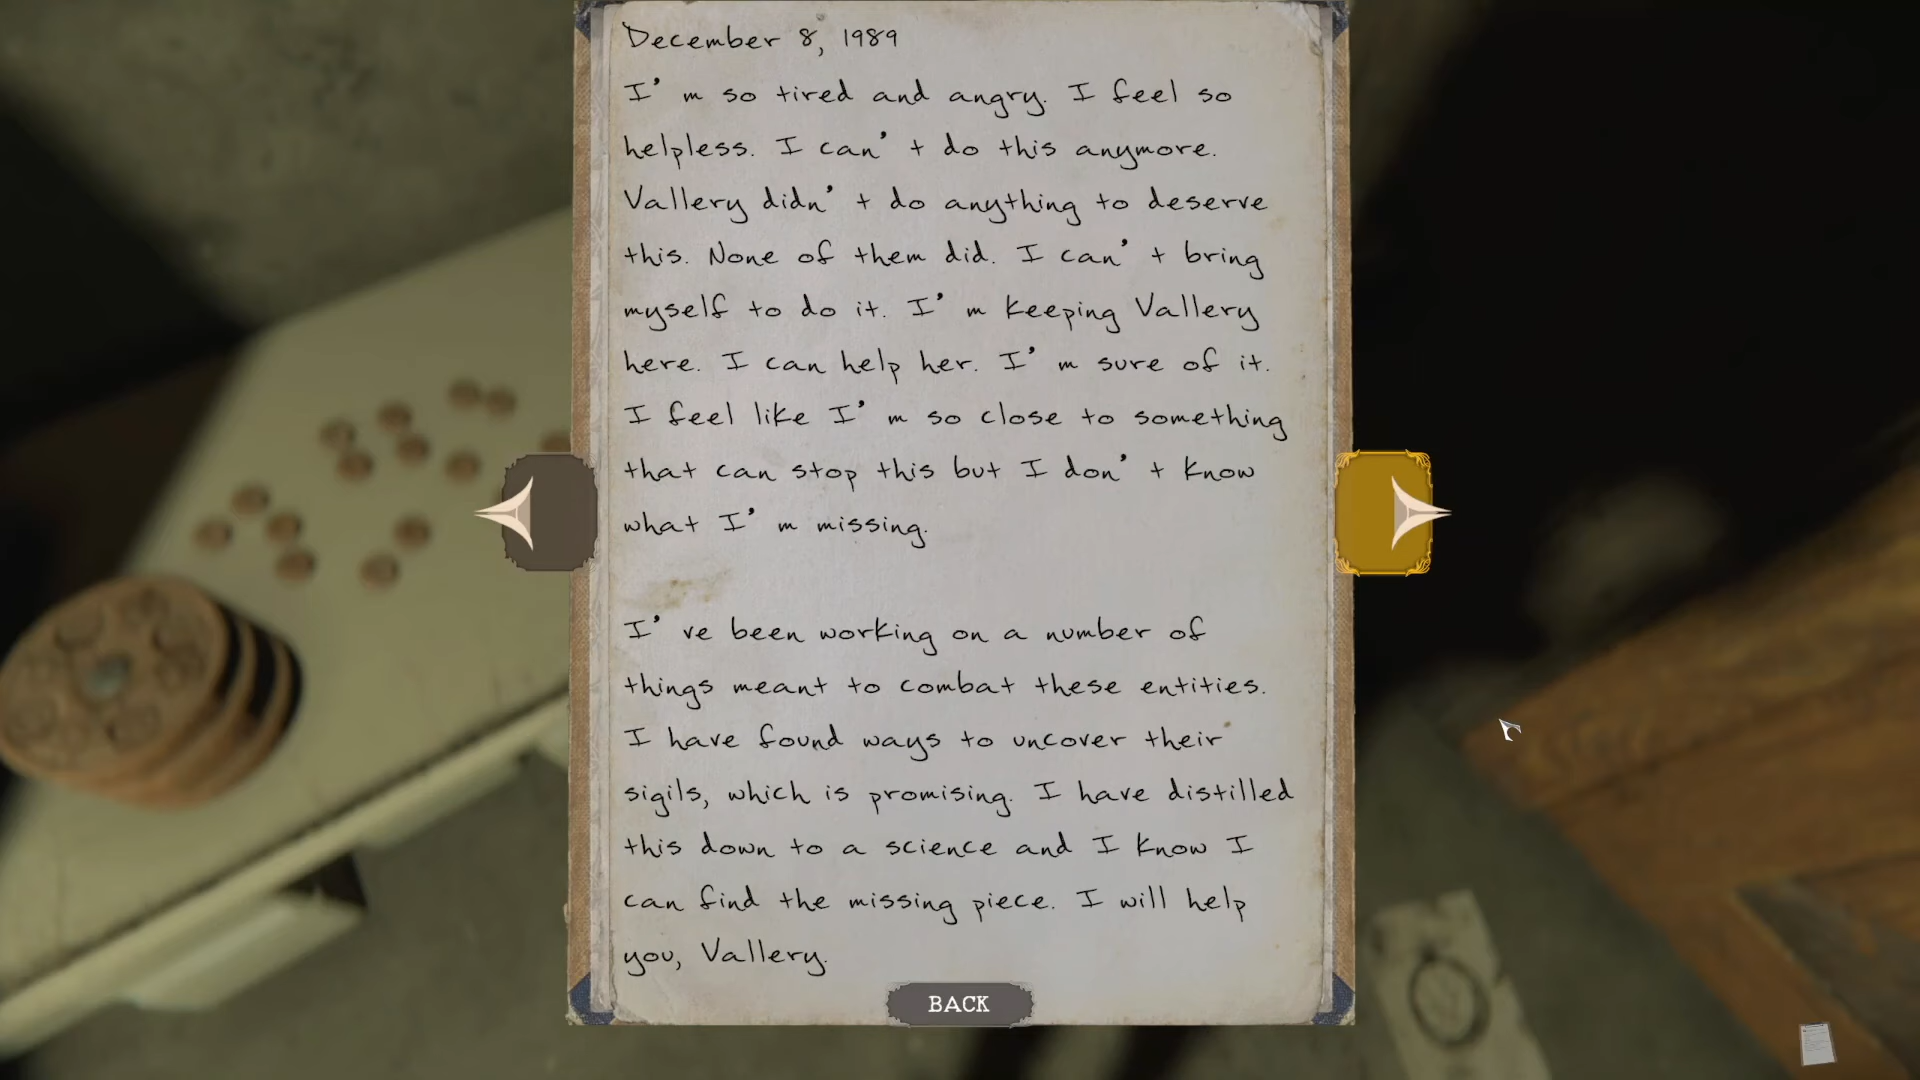 December 8, 1989
I'm so tired and angry. I feel so
helpless. I can't do this anymore.
Vallery didn't do anything to deserve
this. None of them did. I can't bring
myself to do it. I'm keeping Vallery
here. I can help her. I'm sure of it.
I feel like I'm so close to something
that can stop this but I don't know
what I'm missing.
I've been working on a number of
things meant to combat these entities.
I have found ways to uncover their
sigils, which is promising. I have distilled
this down to a science and I know I
can find the missing piece. I will help
you, Vallery.
BACK